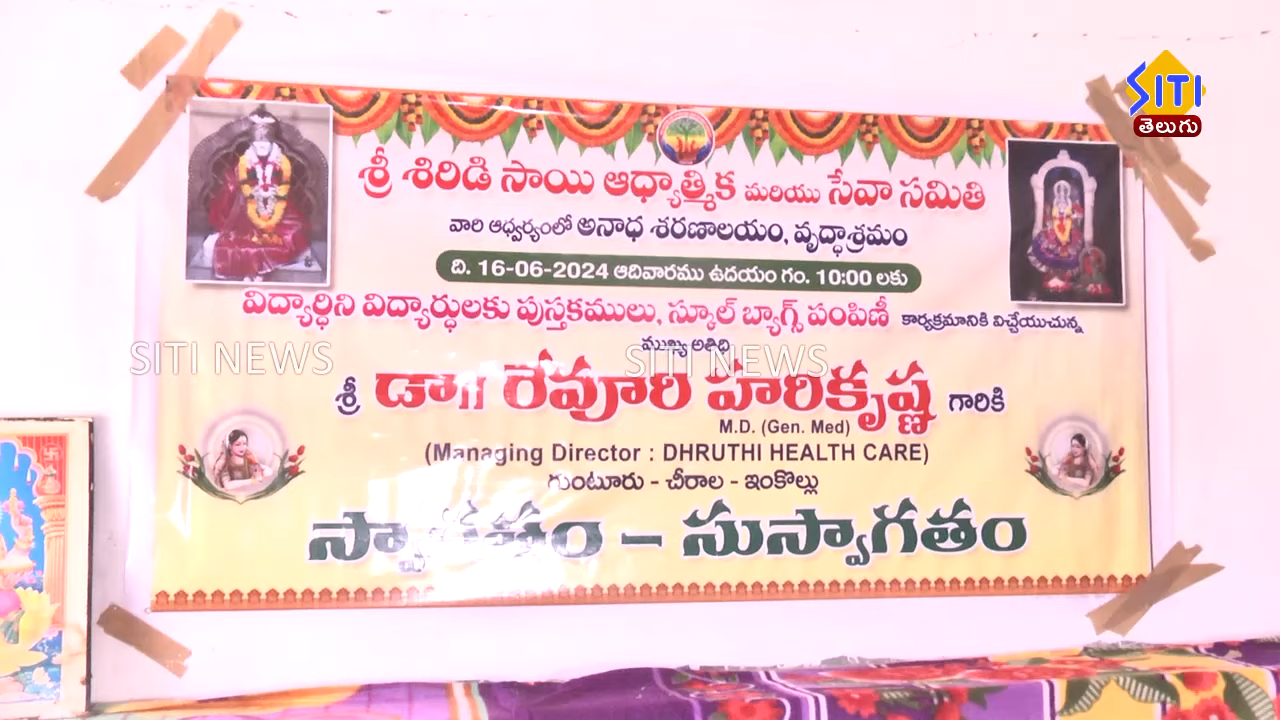 SITI
తెలుగు
శ్రీ శిరిడి సాయి ఆధ్యాత్మిక మరియు సేవా సమితి
వారి ఆధ్వర్యంలో అనాధ శరణాలయం, వృద్ధాశ్రమం
ది. 16-06-2024 ఆదివారము ఉదయం గం. 10:00 లకు
విద్యార్ధిని విద్యార్ధులకు పుస్తకములు, స్కూల్ బ్యాగ్స్ పంపిణీ కార్యక్రమానికి విచ్చేయుచున్న
ముఖ్య అతిధి
SITI NEWS SITI NEWS
శ్రీ డా॥ రేవూరి హరికృష్ణ గారికి
M.D. (Gen. Med)
(Managing Director : DHRUTHI HEALTH CARE)
గుంటూరు - చీరాల - ఇంకొల్లు
స్వాగతం – సుస్వాగతం